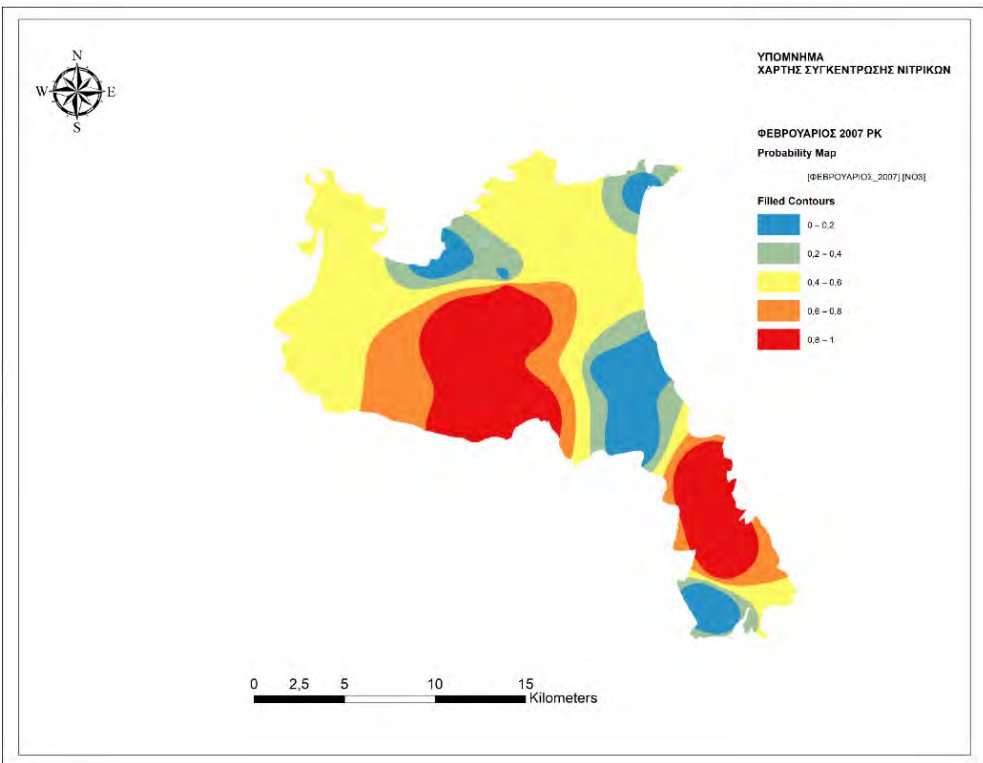 N
W E
S
ΥΠΟΜΝΗΜΑ
ΧΑΡΤΗΣ ΣΥΓΚΕΝΤΡΩΣΗΣ ΝΙΤΡΙΚΩΝ
ΦΕΒΡΟΥΑΡΙΟΣ 2007 PK
Probability Map
[ΦΕΒΡΟΥΑΡΙΟΣ_2007].[NO3]
Filled Contours
0 – 0,2
0,2 – 0,4
0,4 – 0,6
0,6 – 0,8
0,8 – 1
0 2,5 5 10 15
Kilometers